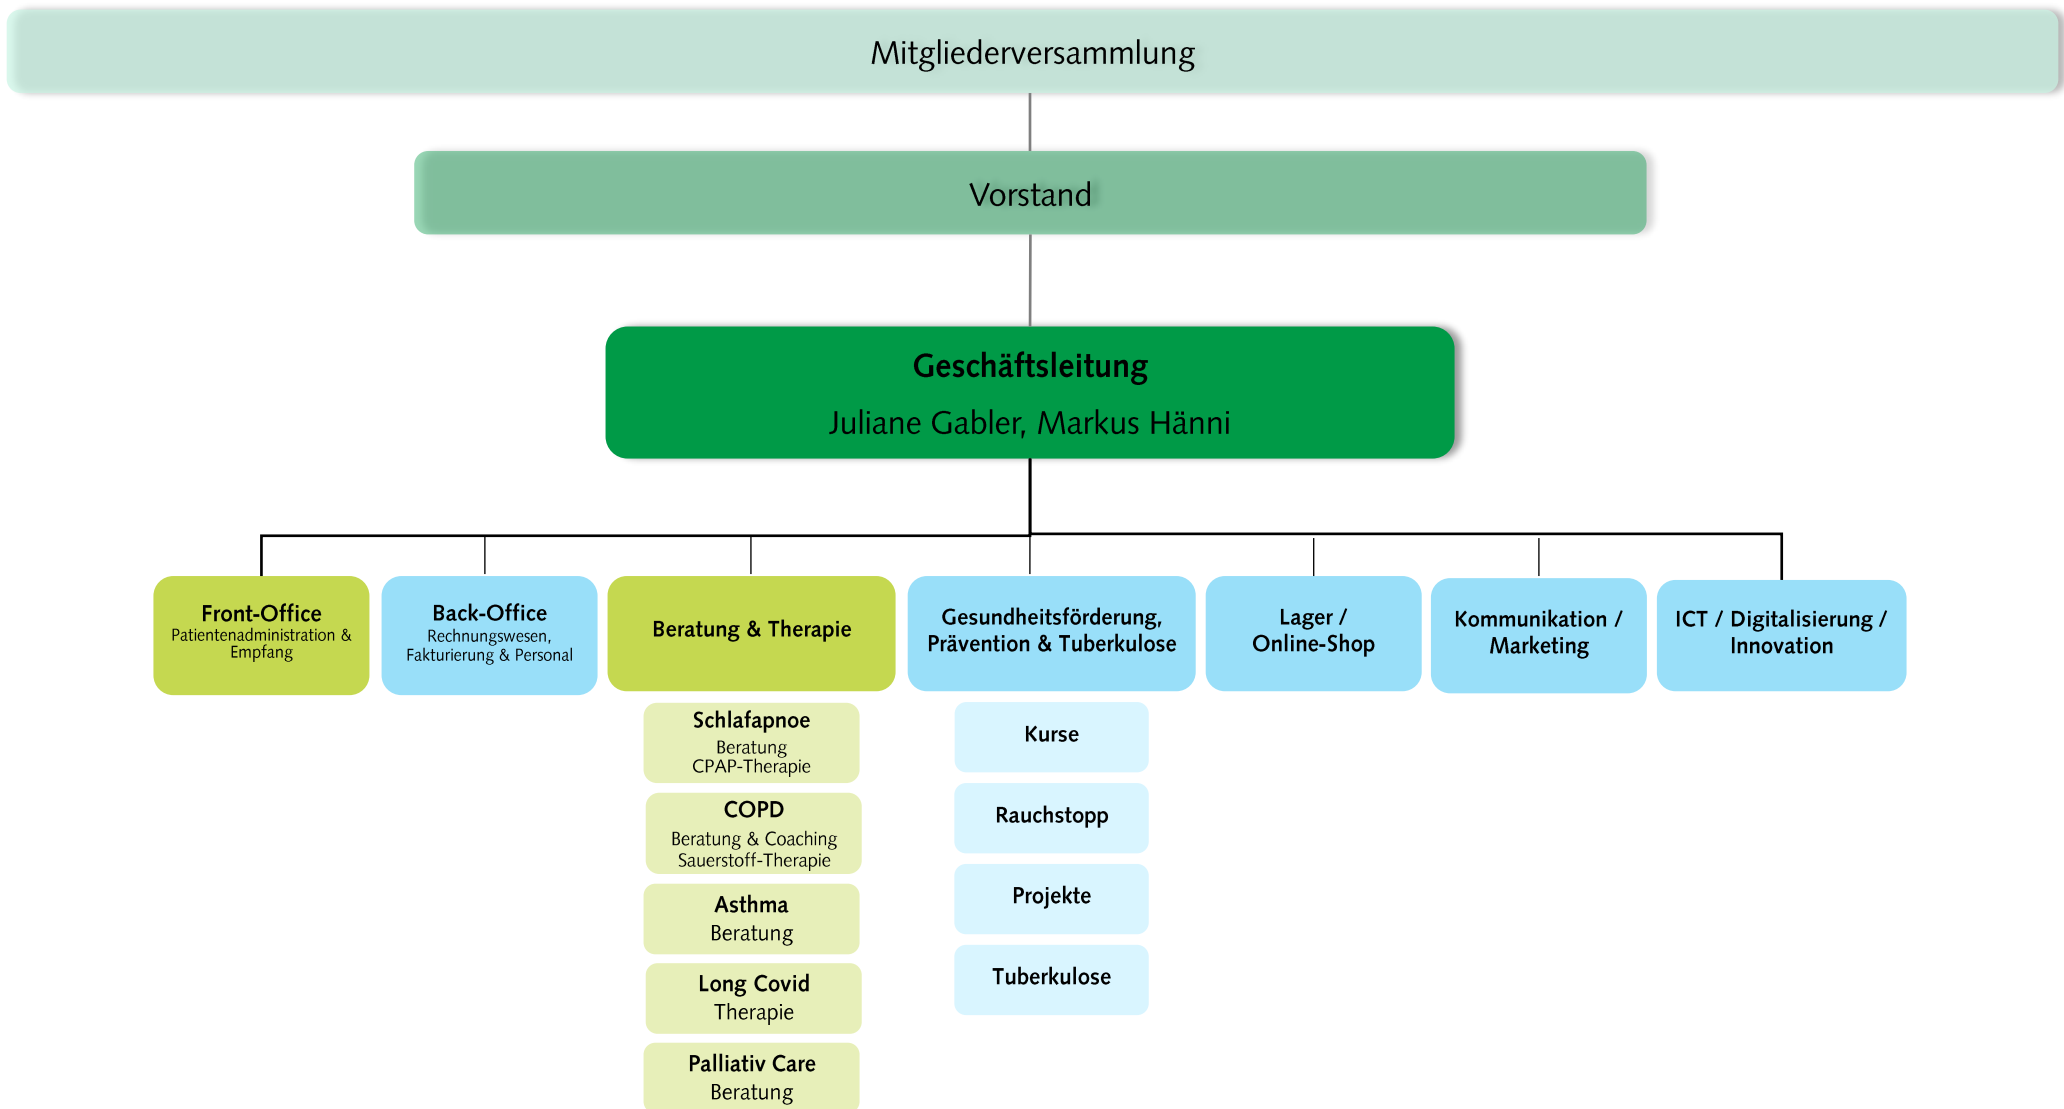 Mitgliederversammlung
Vorstand
Geschäftsleitung
Juliane Gabler, Markus Hänni
Front-Office
Patientenadministration &
Empfang
Back-Office
Rechnungswesen,
Fakturierung & Personal
Beratung & Therapie
Gesundheitsförderung,
Prävention & Tuberkulose
Lager /
Online-Shop
Kommunikation /
Marketing
ICT / Digitalisierung /
Innovation
Schlafapnoe
Beratung
CPAP-Therapie
COPD
Beratung & Coaching
Sauerstoff-Therapie
Asthma
Beratung
Long Covid
Therapie
Palliativ Care
Beratung
Kurse
Rauchstopp
Projekte
Tuberkulose